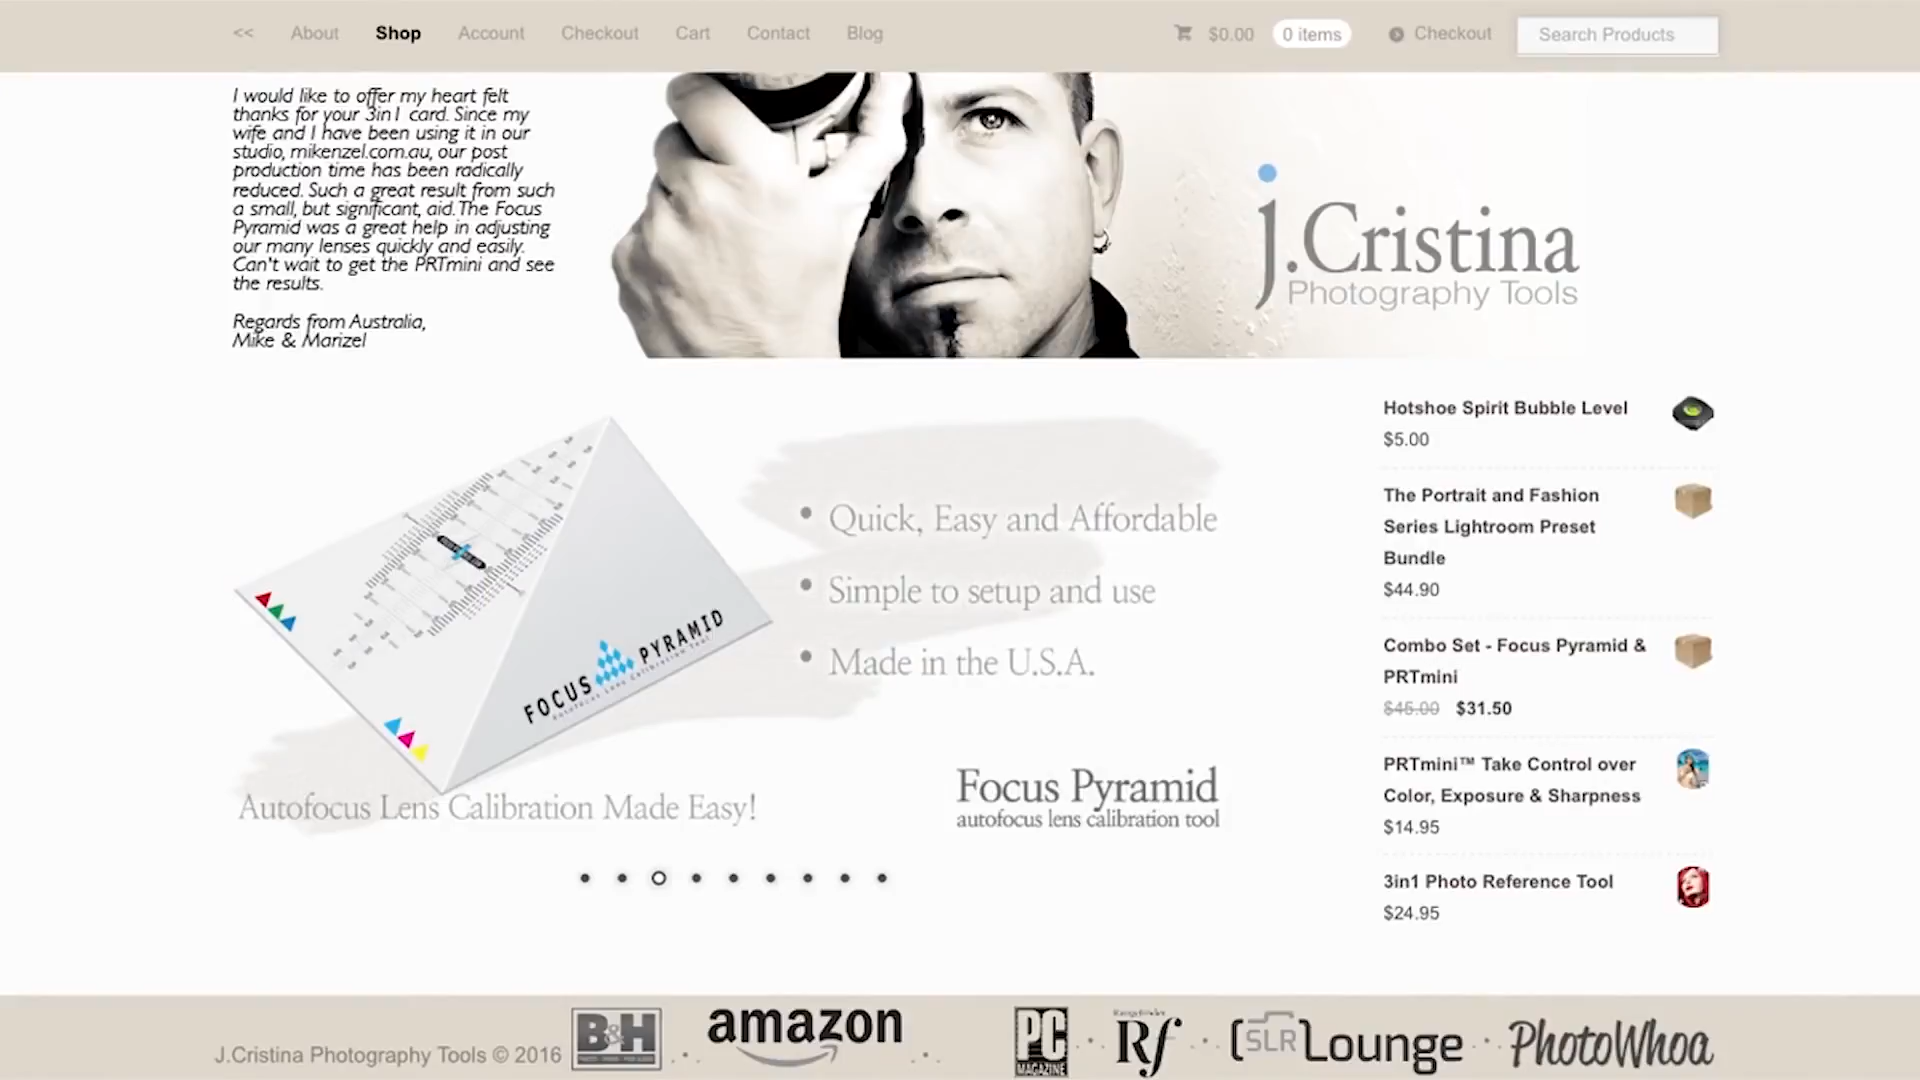 <<
About
Shop
Account
Checkout
Cart
Contact
Blog
$0.00
0 items
Checkout
Search Products
I would like to offer my heart felt
thanks for your 3in1 card. Since my
wife and I have been using it in our
studio, mikenzel.com.au, our post
production time has been radically
reduced. Such a great result from such
a small, but significant, aid. The Focus
Pyramid was a great help in adjusting
our many lenses quickly and easily.
Can't wait to get the PRTmini and see
the results.
Regards from Australia,
Mike & Marizel
j.Cristina
Photography Tools
FOCUS PYRAMID
Autofocus Lens Calibration Tool
• Quick, Easy and Affordable
• Simple to setup and use
• Made in the U.S.A.
Autofocus Lens Calibration Made Easy!
Focus Pyramid
autofocus lens calibration tool
Hotshoe Spirit Bubble Level
$5.00
The Portrait and Fashion
Series Lightroom Preset
Bundle
$44.90
Combo Set - Focus Pyramid &
PRTmini
$45.00 $31.50
PRTmini™ Take Control over
Color, Exposure & Sharpness
$14.95
3in1 Photo Reference Tool
$24.95
J.Cristina Photography Tools © 2016
B&H
amazon
PC
MAGAZINE
Rf
[SLR Lounge
PhotoWhoa